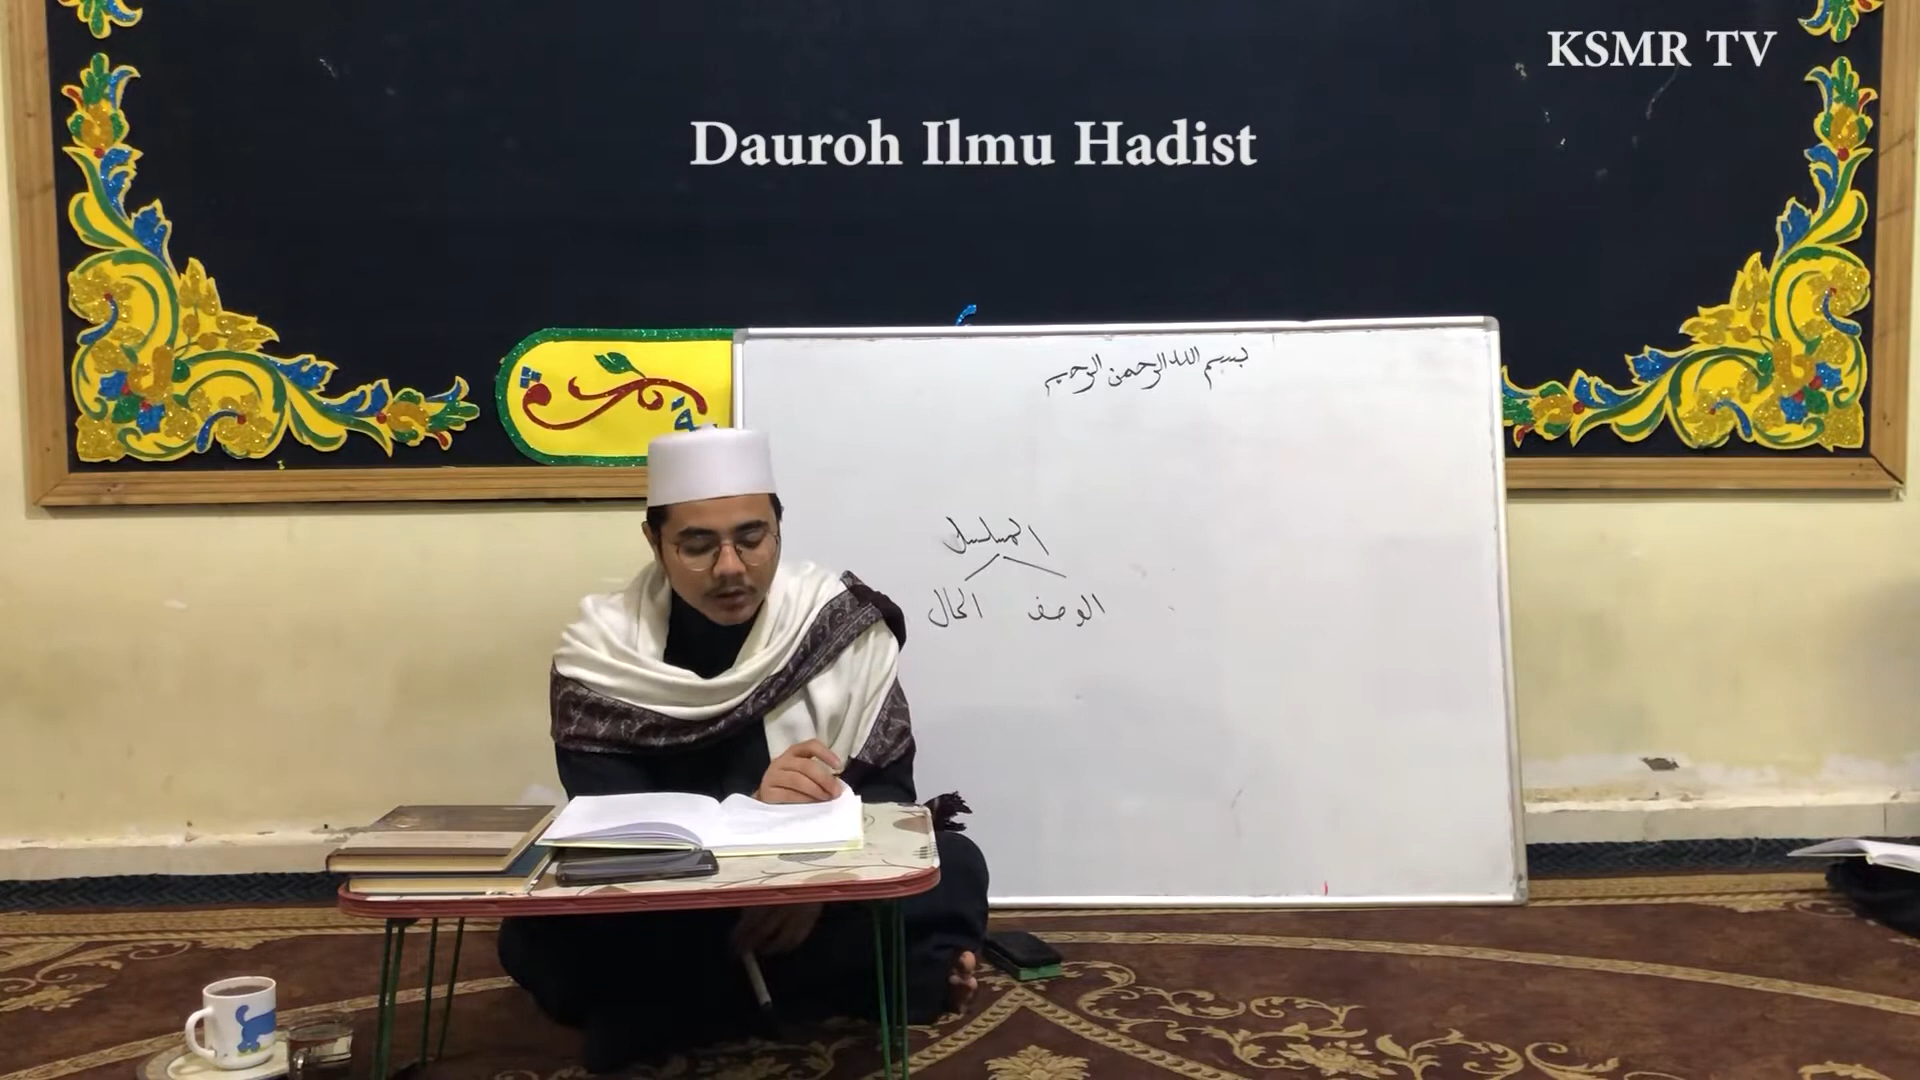 KSMR TV
Dauroh Ilmu Hadist
بسم الله الرحمن الرحيم
المسلسل
الوصف الحال